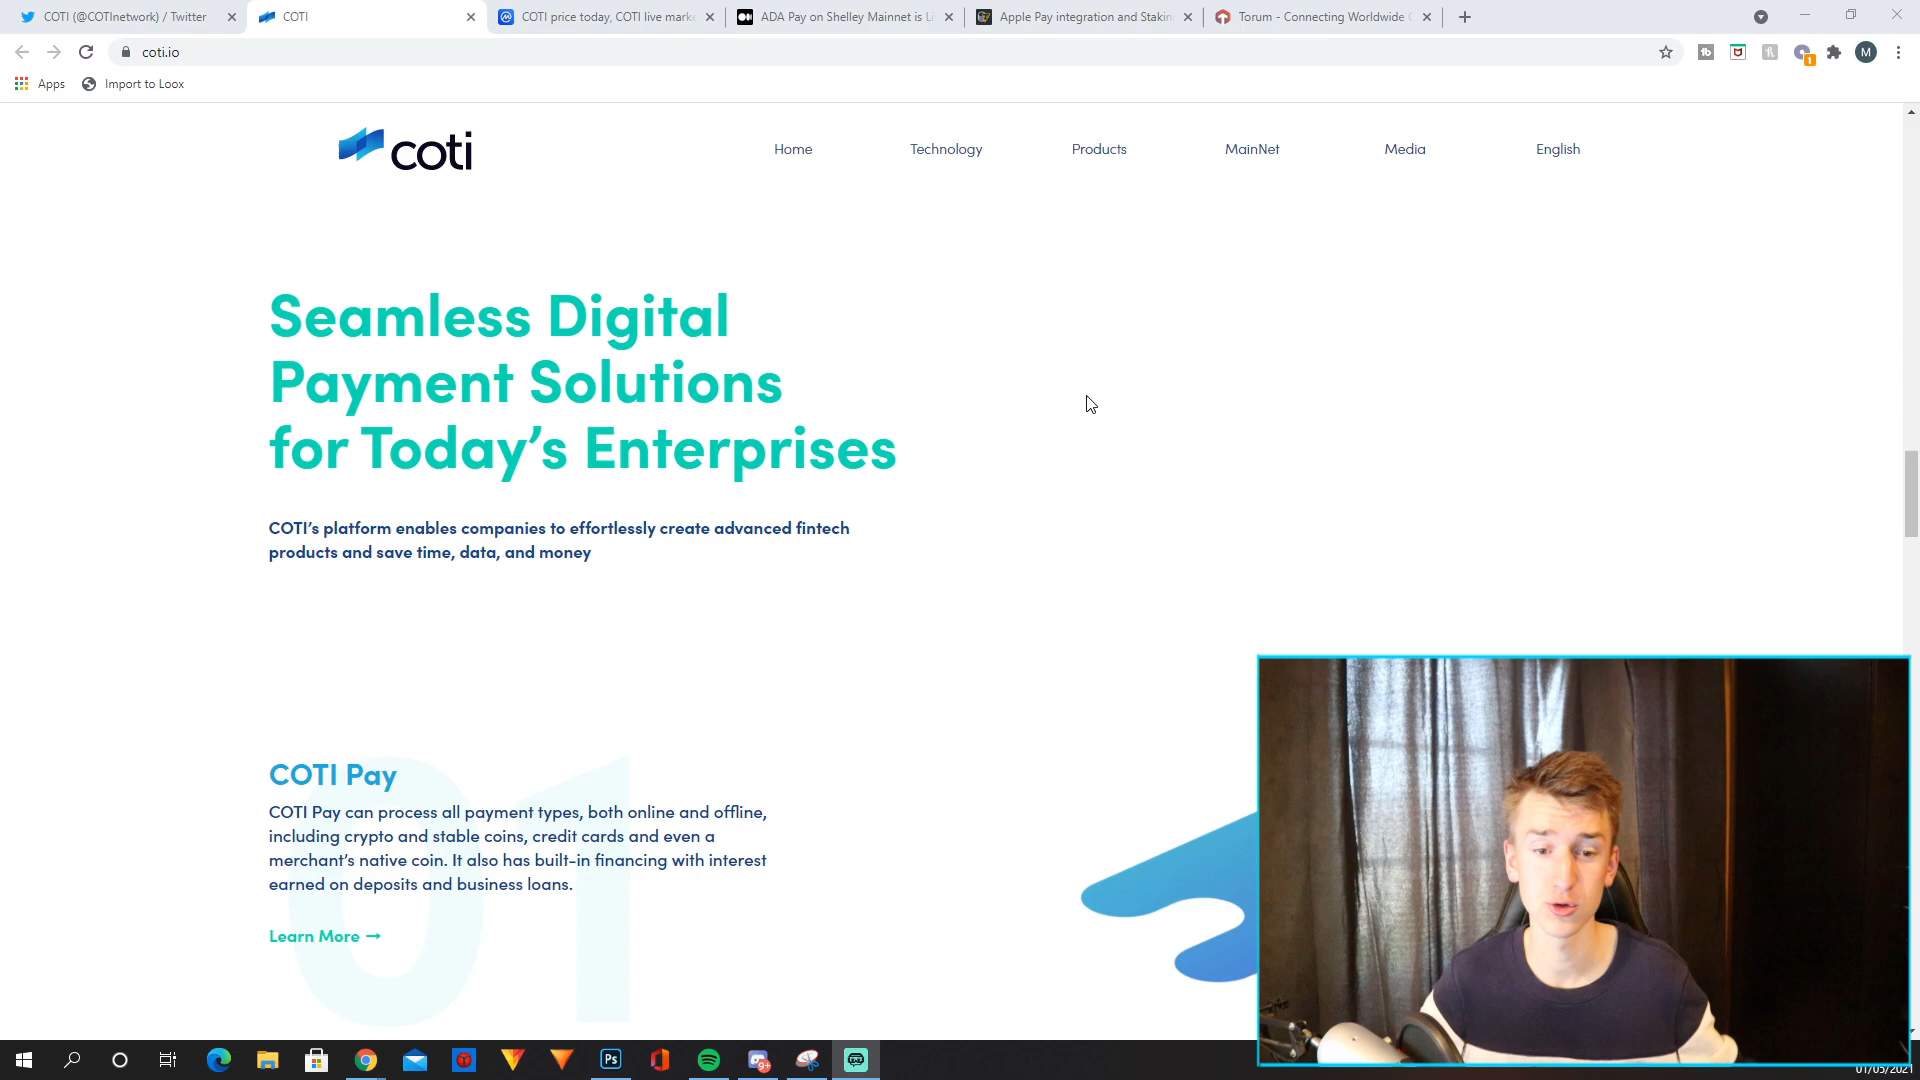 COTI (@COTInetwork) / Twitter
COTI
COTI price today, COTI live marke
ADA Pay on Shelley Mainnet is Li
Apple Pay integration and Stakin
Torum - Connecting Worldwide C
coti.io
M
1
Apps
Import to Loox
coti
Home
Technology
Products
MainNet
Media
English
Seamless Digital
Payment Solutions
for Today's Enterprises
COTI's platform enables companies to effortlessly create advanced fintech
products and save time, data, and money
01
COTI Pay
COTI Pay can process all payment types, both online and offline,
including crypto and stable coins, credit cards and even a
merchant's native coin. It also has built-in financing with interest
earned on deposits and business loans.
Learn More →
Ps
9+
01/05/2021